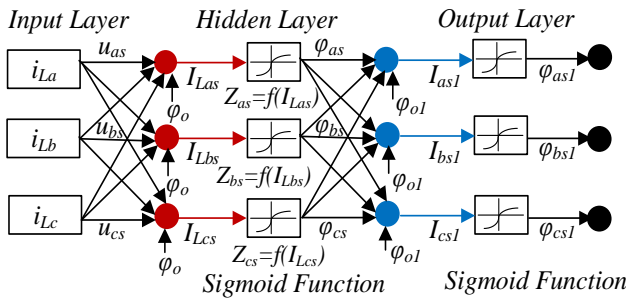 Input Layer Hidden Layer Output Layer
u_as φ_as
i_La I_Las I_as1 φ_as1
φ_o Z_as=f(I_Las) φ_o1
i_Lb u_bs I_Lbs φ_bs I_bs1 φ_bs1
φ_o Z_bs=f(I_Lbs) φ_o1
i_Lc u_cs I_Lcs φ_cs I_cs1 φ_cs1
φ_o Z_cs=f(I_Lcs) φ_o1
Sigmoid Function Sigmoid Function